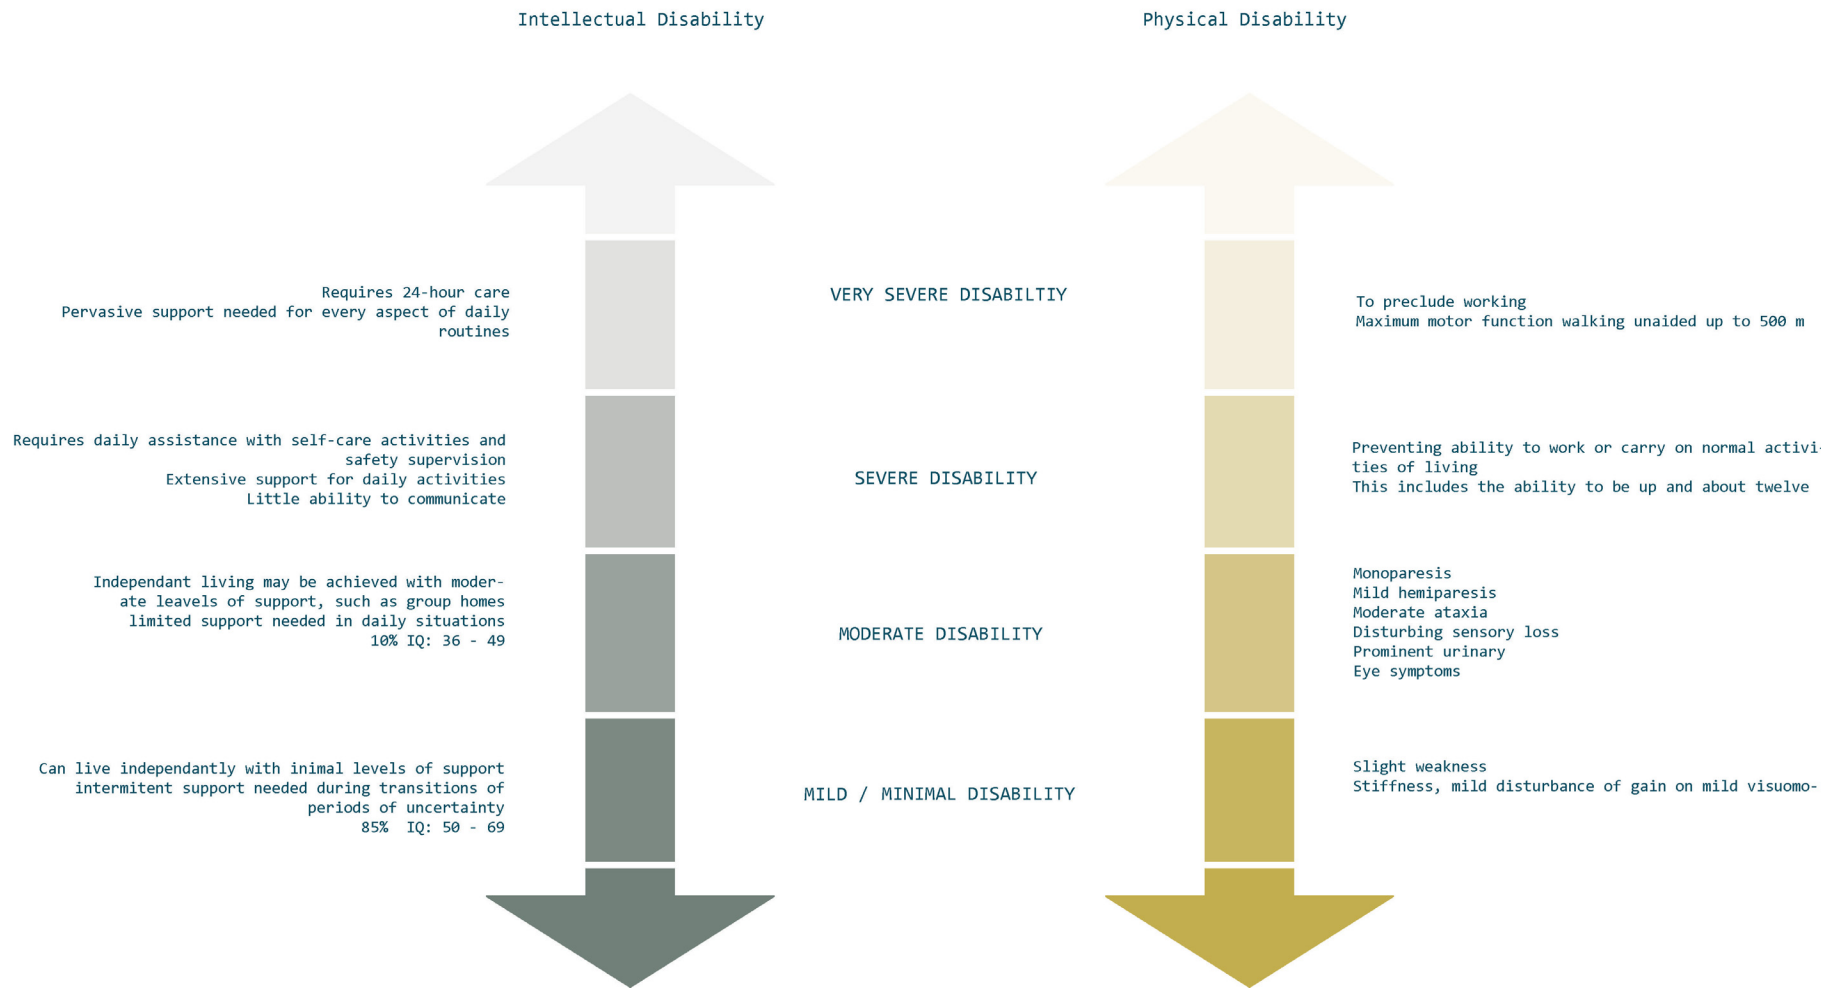 Intellectual Disability
Physical Disability
Requires 24-hour care
Pervasive support needed for every aspect of daily
routines
VERY SEVERE DISABILTIY
To preclude working
Maximum motor function walking unaided up to 500 m
Requires daily assistance with self-care activities and
safety supervision
Extensive support for daily activities
Little ability to communicate
SEVERE DISABILITY
Preventing ability to work or carry on normal activi-
ties of living
This includes the ability to be up and about twelve
Independant living may be achieved with moder-
ate leavels of support, such as group homes
limited support needed in daily situations
10% IQ: 36 - 49
MODERATE DISABILITY
Monoparesis
Mild hemiparesis
Moderate ataxia
Disturbing sensory loss
Prominent urinary
Eye symptoms
Can live independantly with inimal levels of support
intermitent support needed during transitions of
periods of uncertainty
85%  IQ: 50 - 69
MILD / MINIMAL DISABILITY
Slight weakness
Stiffness, mild disturbance of gain on mild visuomo-